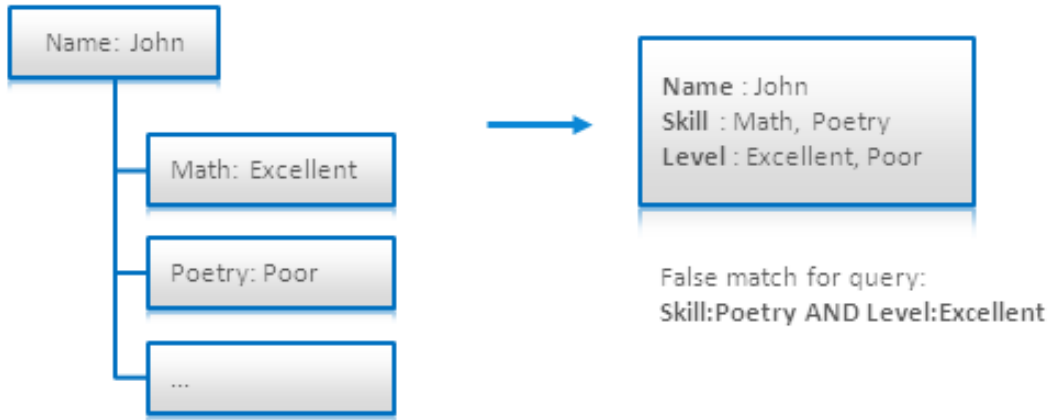 Name: John
Math: Excellent
Poetry: Poor
...
Name : John
Skill : Math, Poetry
Level : Excellent, Poor
False match for query:
Skill:Poetry AND Level:Excellent